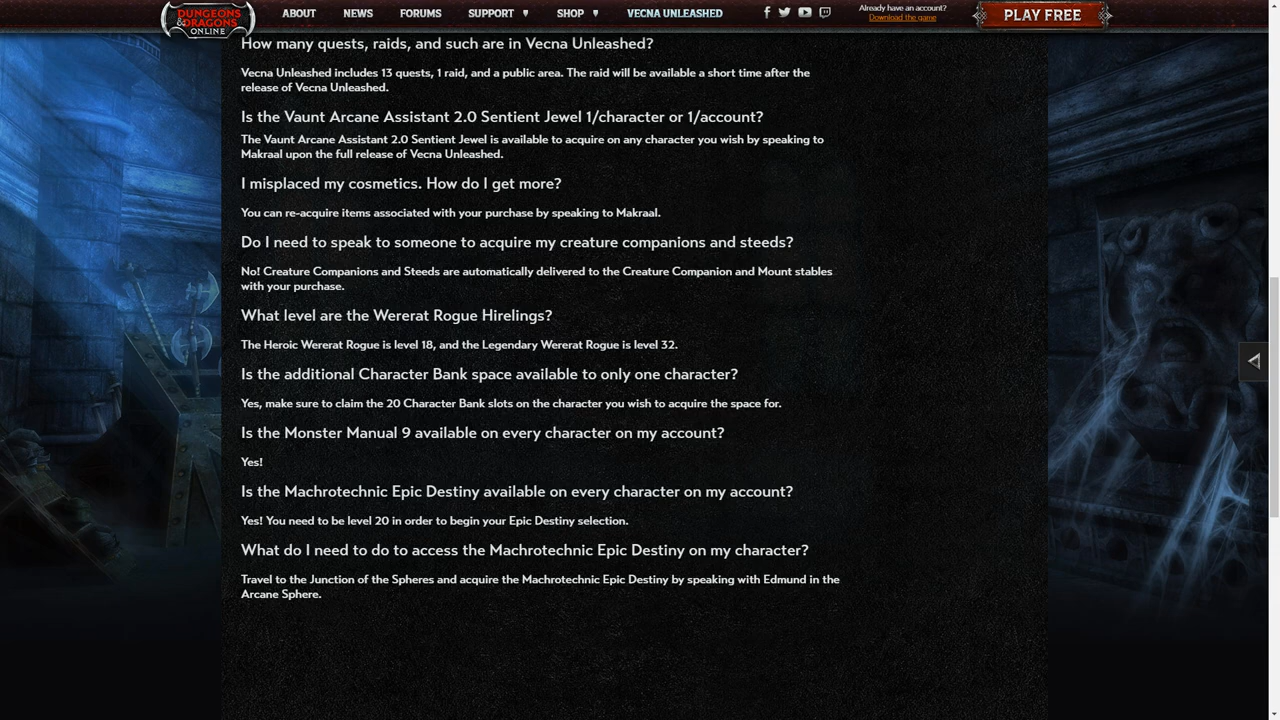 DUNGEONS & DRAGONS ONLINE
ABOUT NEWS FORUMS SUPPORT SHOP VECNA UNLEASHED
Already have an account?
Download the game
PLAY FREE
How many quests, raids, and such are in Vecna Unleashed?
Vecna Unleashed includes 13 quests, 1 raid, and a public area. The raid will be available a short time after the
release of Vecna Unleashed.
Is the Vaunt Arcane Assistant 2.0 Sentient Jewel 1/character or 1/account?
The Vaunt Arcane Assistant 2.0 Sentient Jewel is available to acquire on any character you wish by speaking to
Makraal upon the full release of Vecna Unleashed.
I misplaced my cosmetics. How do I get more?
You can re-acquire items associated with your purchase by speaking to Makraal.
Do I need to speak to someone to acquire my creature companions and steeds?
No! Creature Companions and Steeds are automatically delivered to the Creature Companion and Mount stables
with your purchase.
What level are the Wererat Rogue Hirelings?
The Heroic Wererat Rogue is level 18, and the Legendary Wererat Rogue is level 32.
Is the additional Character Bank space available to only one character?
Yes, make sure to claim the 20 Character Bank slots on the character you wish to acquire the space for.
Is the Monster Manual 9 available on every character on my account?
Yes!
Is the Machrotechnic Epic Destiny available on every character on my account?
Yes! You need to be level 20 in order to begin your Epic Destiny selection.
What do I need to do to access the Machrotechnic Epic Destiny on my character?
Travel to the Junction of the Spheres and acquire the Machrotechnic Epic Destiny by speaking with Edmund in the
Arcane Sphere.